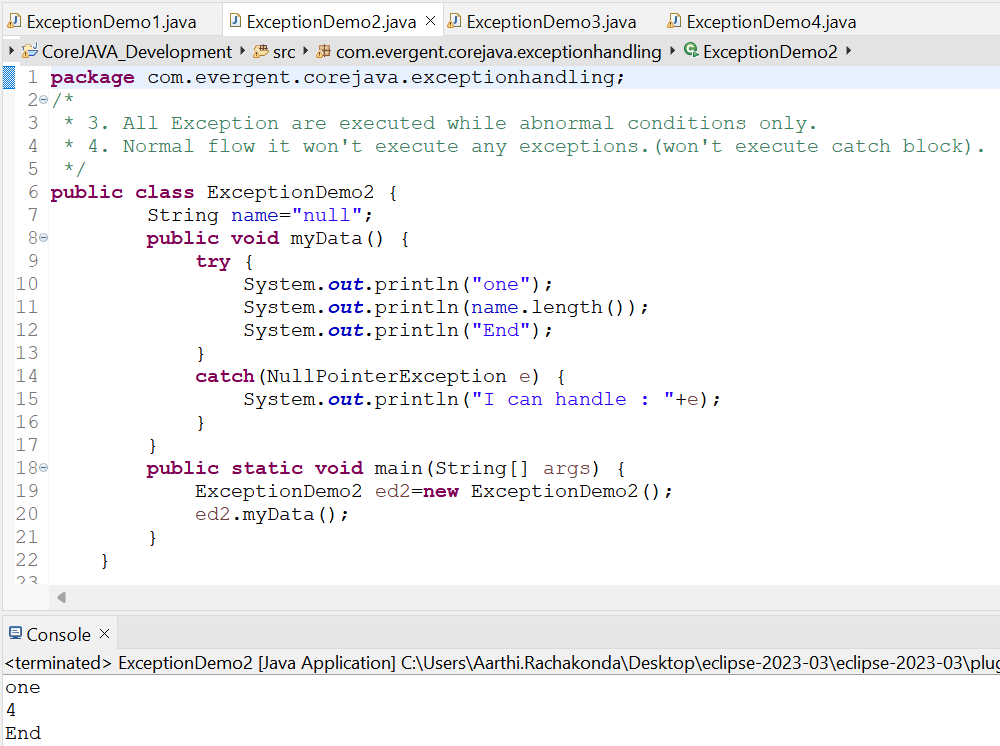 ExceptionDemo1.java ExceptionDemo2.java ExceptionDemo3.java ExceptionDemo4.java
CoreJAVA_Development src com.evergent.corejava.exceptionhandling ExceptionDemo2
1 package com.evergent.corejava.exceptionhandling;
2 /*
3 * 3. All Exception are executed while abnormal conditions only.
4 * 4. Normal flow it won't execute any exceptions.(won't execute catch block).
5 */
6 public class ExceptionDemo2 {
7 String name="null";
8 public void myData() {
9 try {
10 System.out.println("one");
11 System.out.println(name.length());
12 System.out.println("End");
13 }
14 catch(NullPointerException e) {
15 System.out.println("I can handle : "+e);
16 }
17 }
18 public static void main(String[] args) {
19 ExceptionDemo2 ed2=new ExceptionDemo2();
20 ed2.myData();
21 }
22 }
23
Console
<terminated> ExceptionDemo2 [Java Application] C:\Users\Aarthi.Rachakonda\Desktop\eclipse-2023-03\eclipse-2023-03\plug
one
4
End